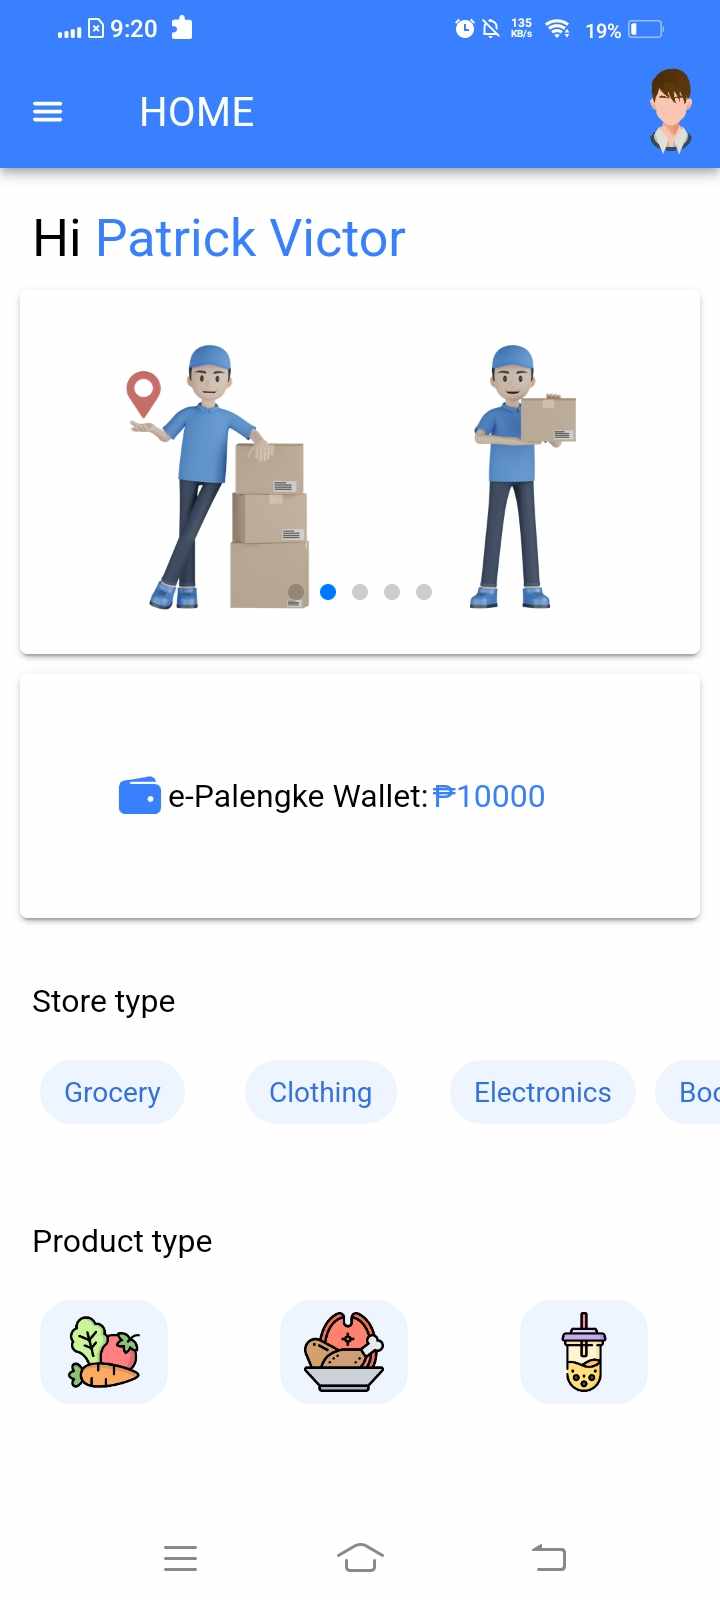 9:20 135 KB/s 19%
HOME
Hi Patrick Victor
e-Palengke Wallet: ₱10000
Store type
Grocery Clothing Electronics Boo
Product type